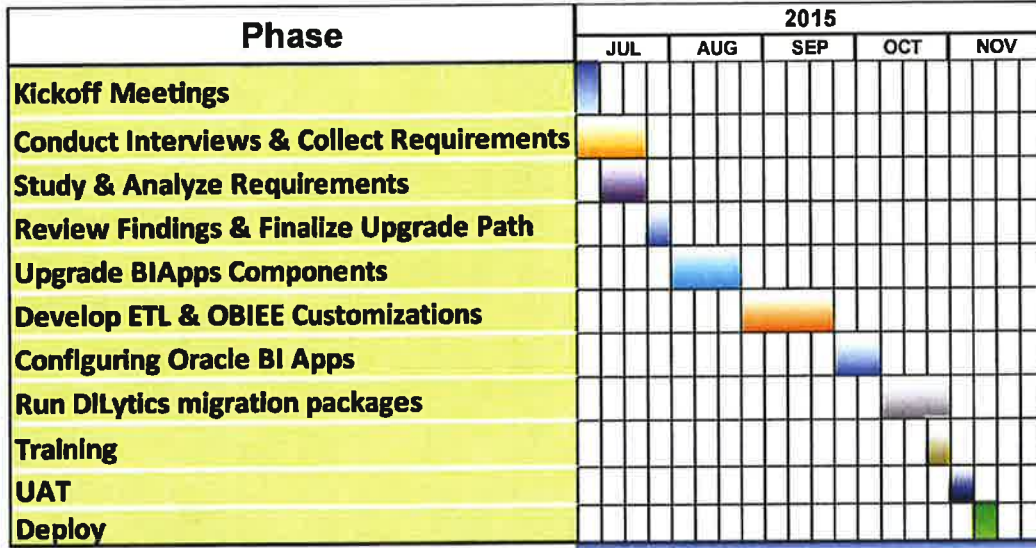 Phase
2015
JUL AUG SEP OCT NOV
Kickoff Meetings
Conduct Interviews & Collect Requirements
Study & Analyze Requirements
Review Findings & Finalize Upgrade Path
Upgrade BIApps Components
Develop ETL & OBIEE Customizations
Configuring Oracle BI Apps
Run DiLytics migration packages
Training
UAT
Deploy